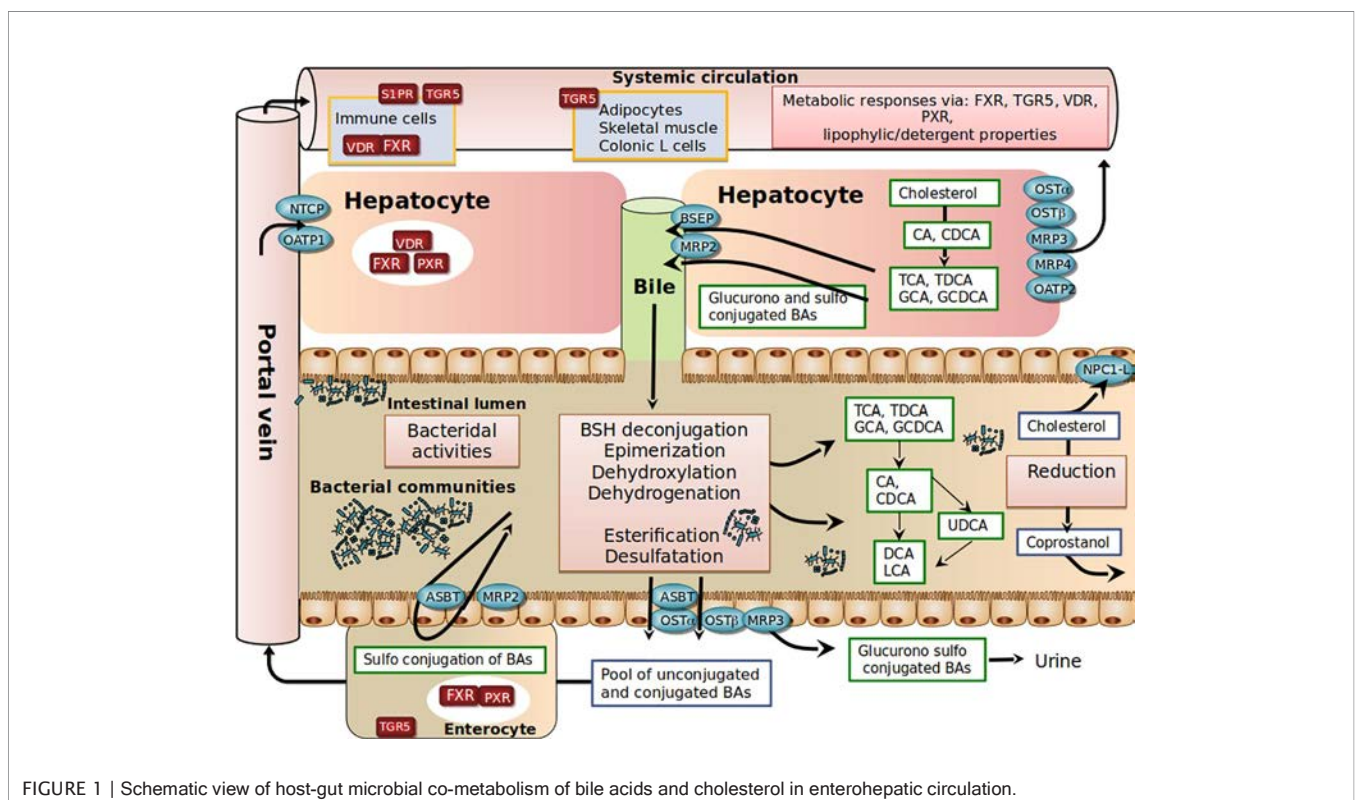 Systemic circulation
S1PR
TGR5
Immune cells
VDR
FXR
TGR5
Adipocytes
Skeletal muscle
Colonic L cells
Metabolic responses via: FXR, TGR5, VDR,
PXR,
lipophylic/detergent properties
Portal vein
NTCP
OATP1
Hepatocyte
VDR
FXR
PXR
Bile
BSEP
MRP2
Hepatocyte
Cholesterol
CA, CDCA
TCA, TDCA
GCA, GCDCA
Glucurono and sulfo
conjugated BAs
OSTα
OSTβ
MRP3
MRP4
OATP2
NPC1-L1
Intestinal lumen
Bacteridal
activities
Bacterial communities
BSH deconjugation
Epimerization
Dehydroxylation
Dehydrogenation
Esterification
Desulfatation
TCA, TDCA
GCA, GCDCA
CA,
CDCA
UDCA
DCA
LCA
Cholesterol
Reduction
Coprostanol
ASBT
MRP2
ASBT
OSTα
OSTβ
MRP3
Sulfo conjugation of BAs
FXR
PXR
TGR5
Enterocyte
Pool of unconjugated
and conjugated BAs
Glucurono sulfo
conjugated BAs
Urine
FIGURE 1 | Schematic view of host-gut microbial co-metabolism of bile acids and cholesterol in enterohepatic circulation.